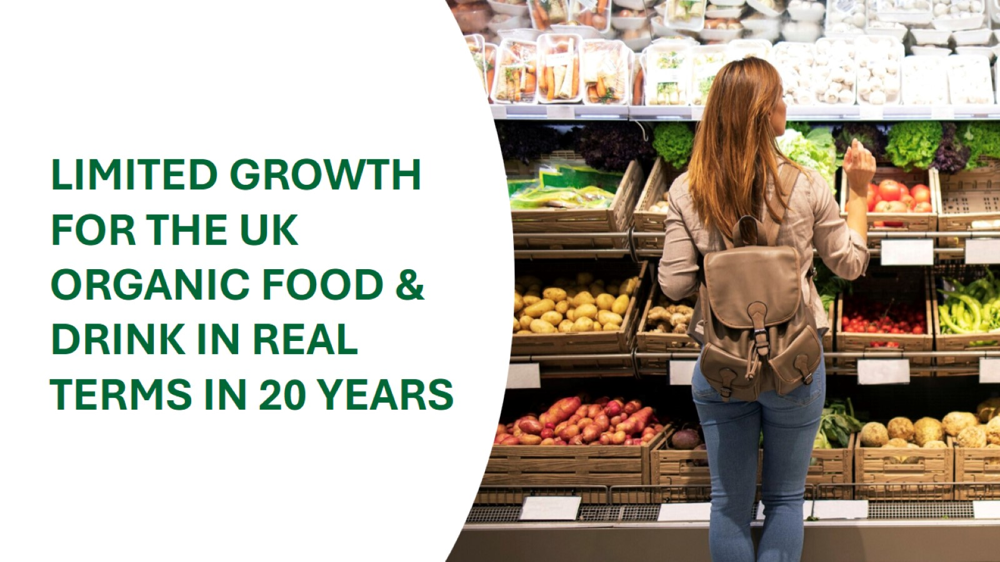 LIMITED GROWTH
FOR THE UK
ORGANIC FOOD &
DRINK IN REAL
TERMS IN 20 YEARS